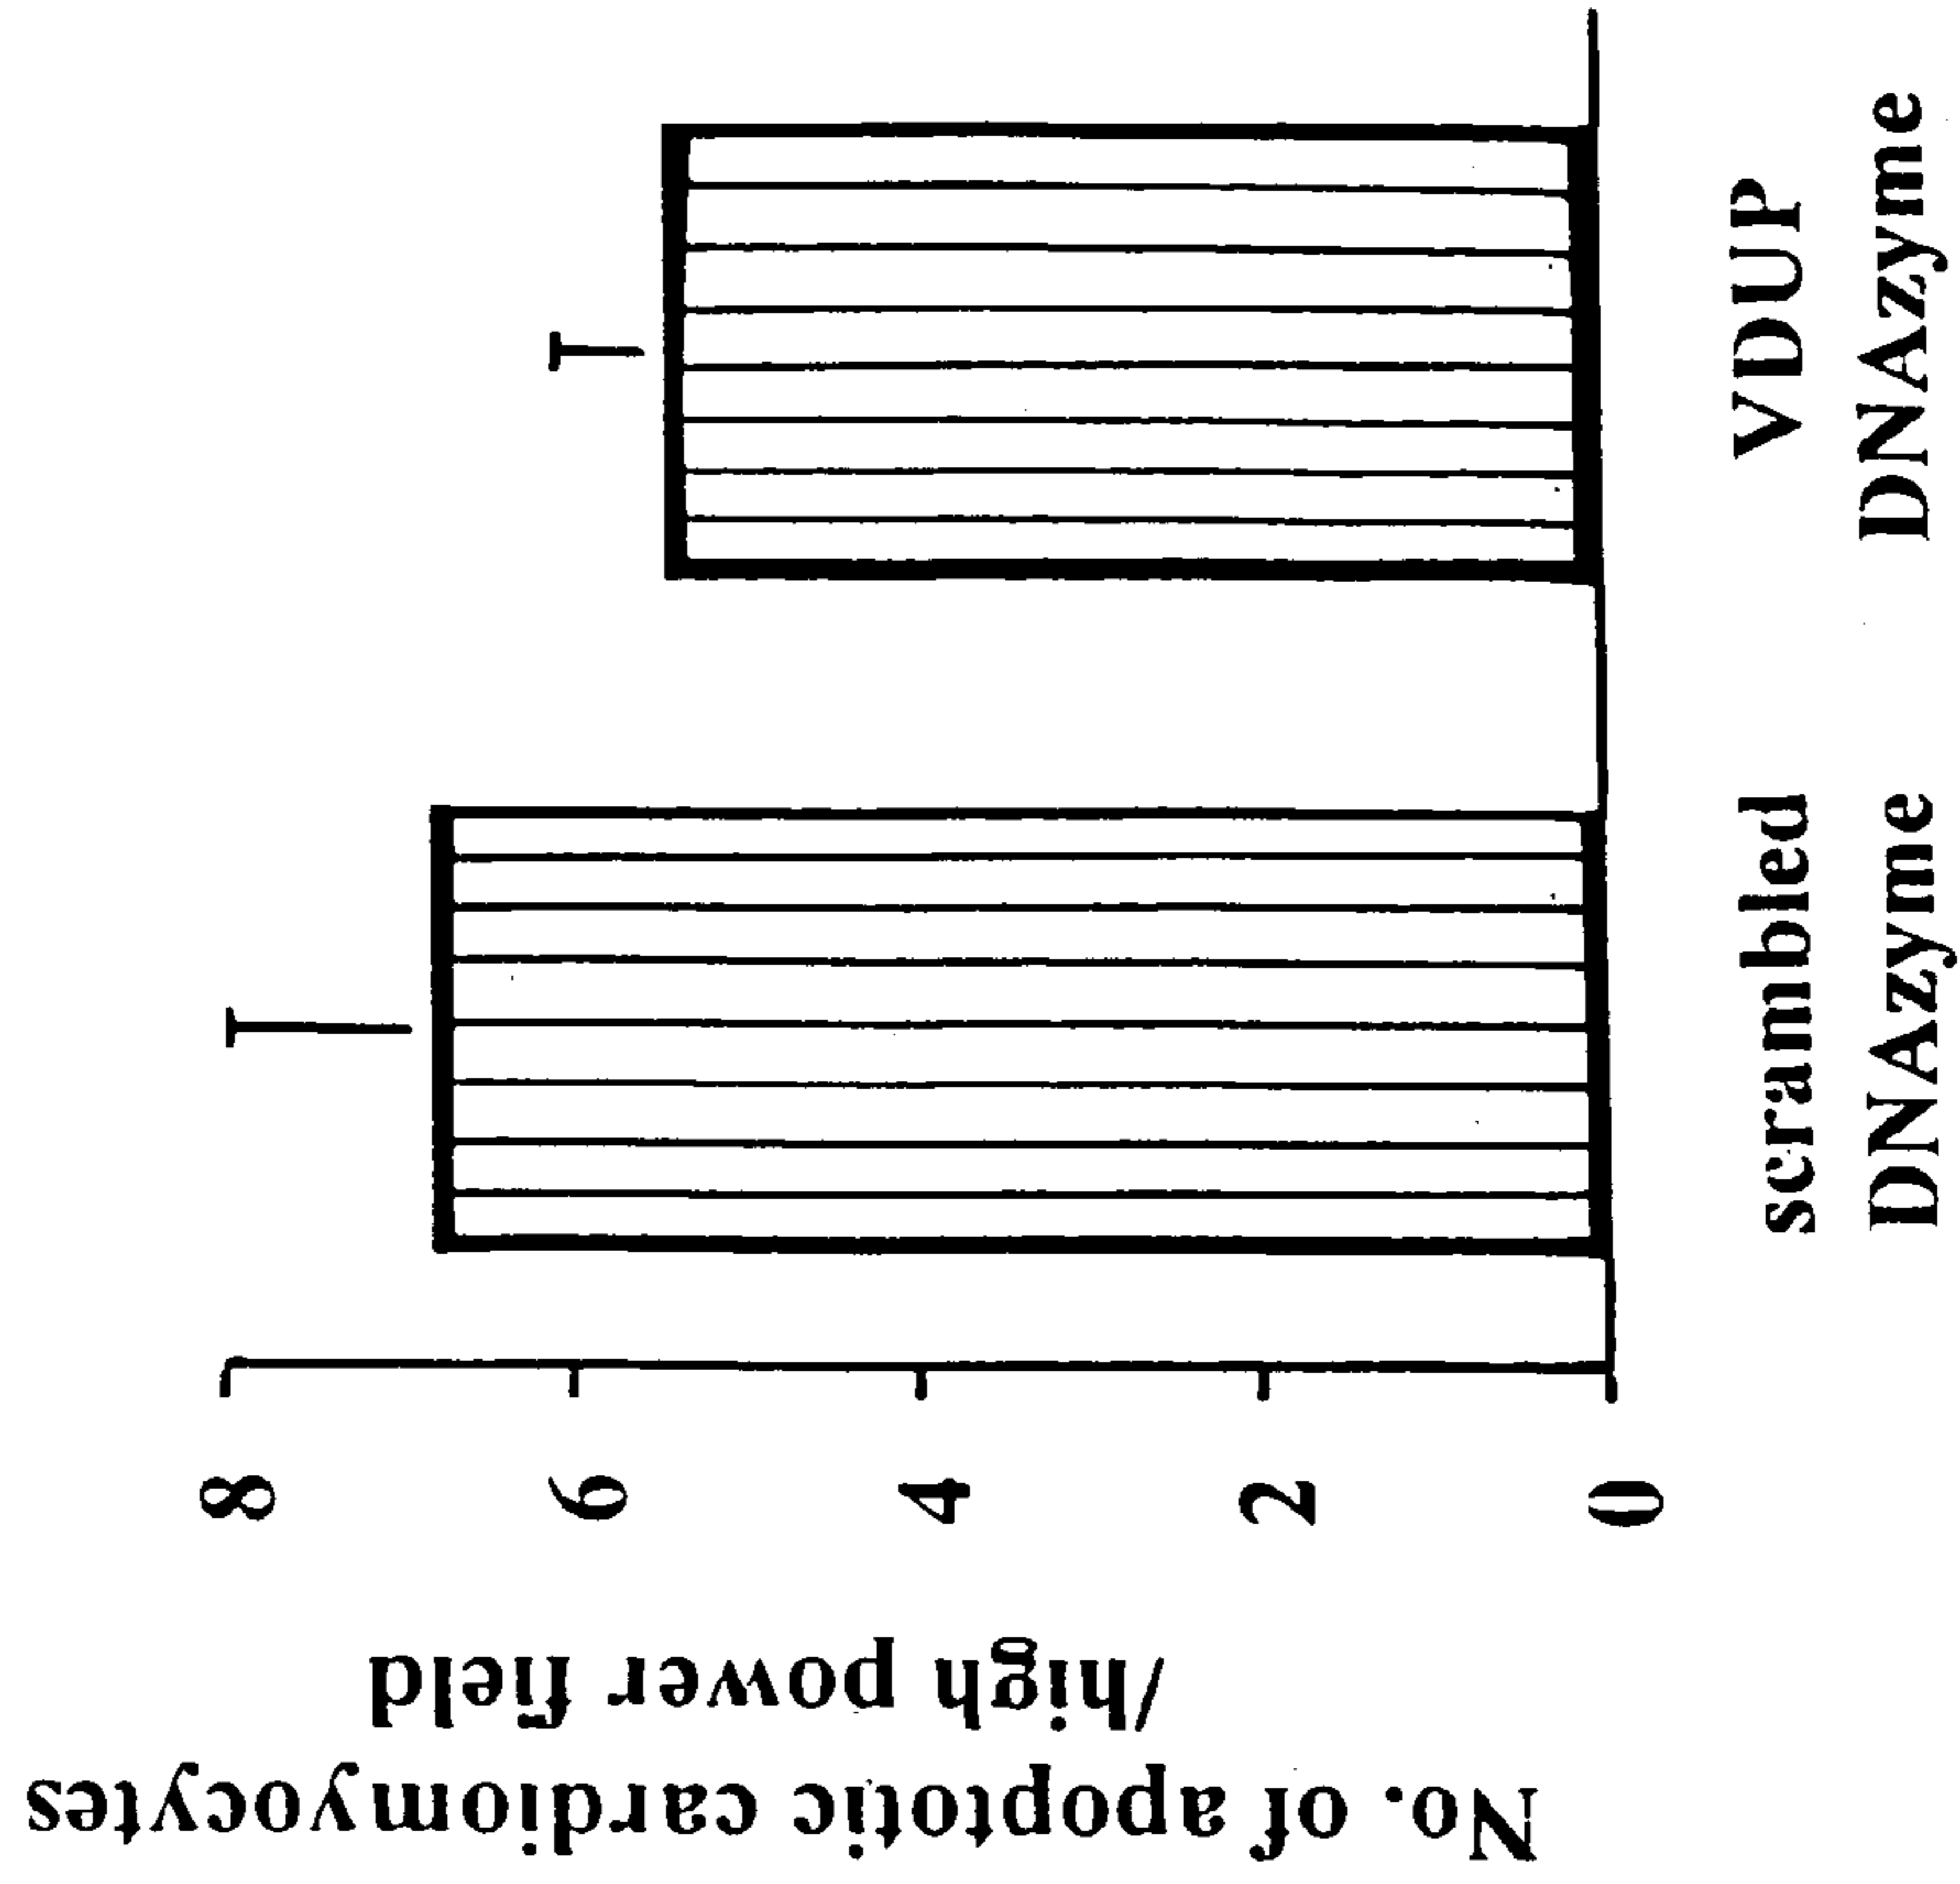 No. of apoptotic cardiomyocytes
/high power field
8
6
4
2
0
scrambled
DNAzyme
VDUP
DNAzyme